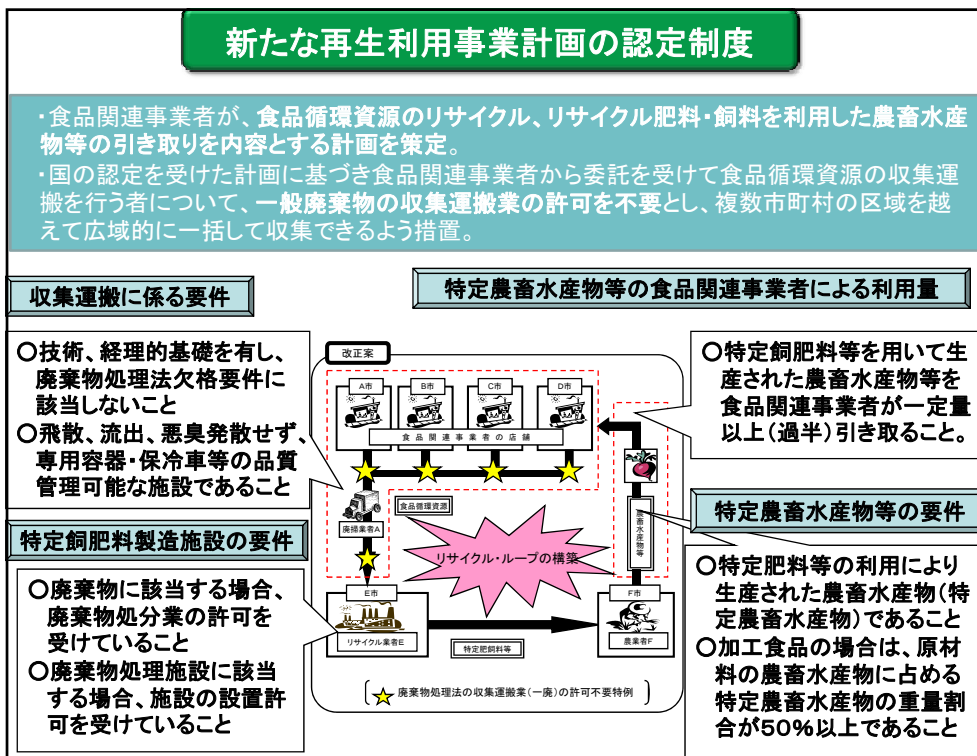 新たな再生利用事業計画の認定制度
・食品関連事業者が、食品循環資源のリサイクル、リサイクル肥料・飼料を利用した農畜水産
物等の引き取りを内容とする計画を策定。
・国の認定を受けた計画に基づき食品関連事業者から委託を受けて食品循環資源の収集運
搬を行う者について、一般廃棄物の収集運搬業の許可を不要とし、複数市町村の区域を越
えて広域的に一括して収集できるよう措置。
収集運搬に係る要件
○技術、経理的基礎を有し、
廃棄物処理法欠格要件に
該当しないこと
○飛散、流出、悪臭発散せず、
専用容器・保冷車等の品質
管理可能な施設であること
特定飼肥料製造施設の要件
○廃棄物に該当する場合、
廃棄物処分業の許可を
受けていること
○廃棄物処理施設に該当
する場合、施設の設置許
可を受けていること
改正案
A市
B市
C市
D市
食品関連事業者の店舗
廃掃業者A
食品循環資源
リサイクル・ループの構築
農畜水産物等
E市
リサイクル業者E
特定肥飼料等
F市
農業者F
〔☆ 廃棄物処理法の収集運搬業(一廃)の許可不要特例〕
特定農畜水産物等の食品関連事業者による利用量
○特定飼肥料等を用いて生
産された農畜水産物等を
食品関連事業者が一定量
以上(過半)引き取ること。
特定農畜水産物等の要件
○特定肥料等の利用により
生産された農畜水産物(特
定農畜水産物)であること
○加工食品の場合は、原材
料の農畜水産物に占める
特定農畜水産物の重量割
合が50%以上であること